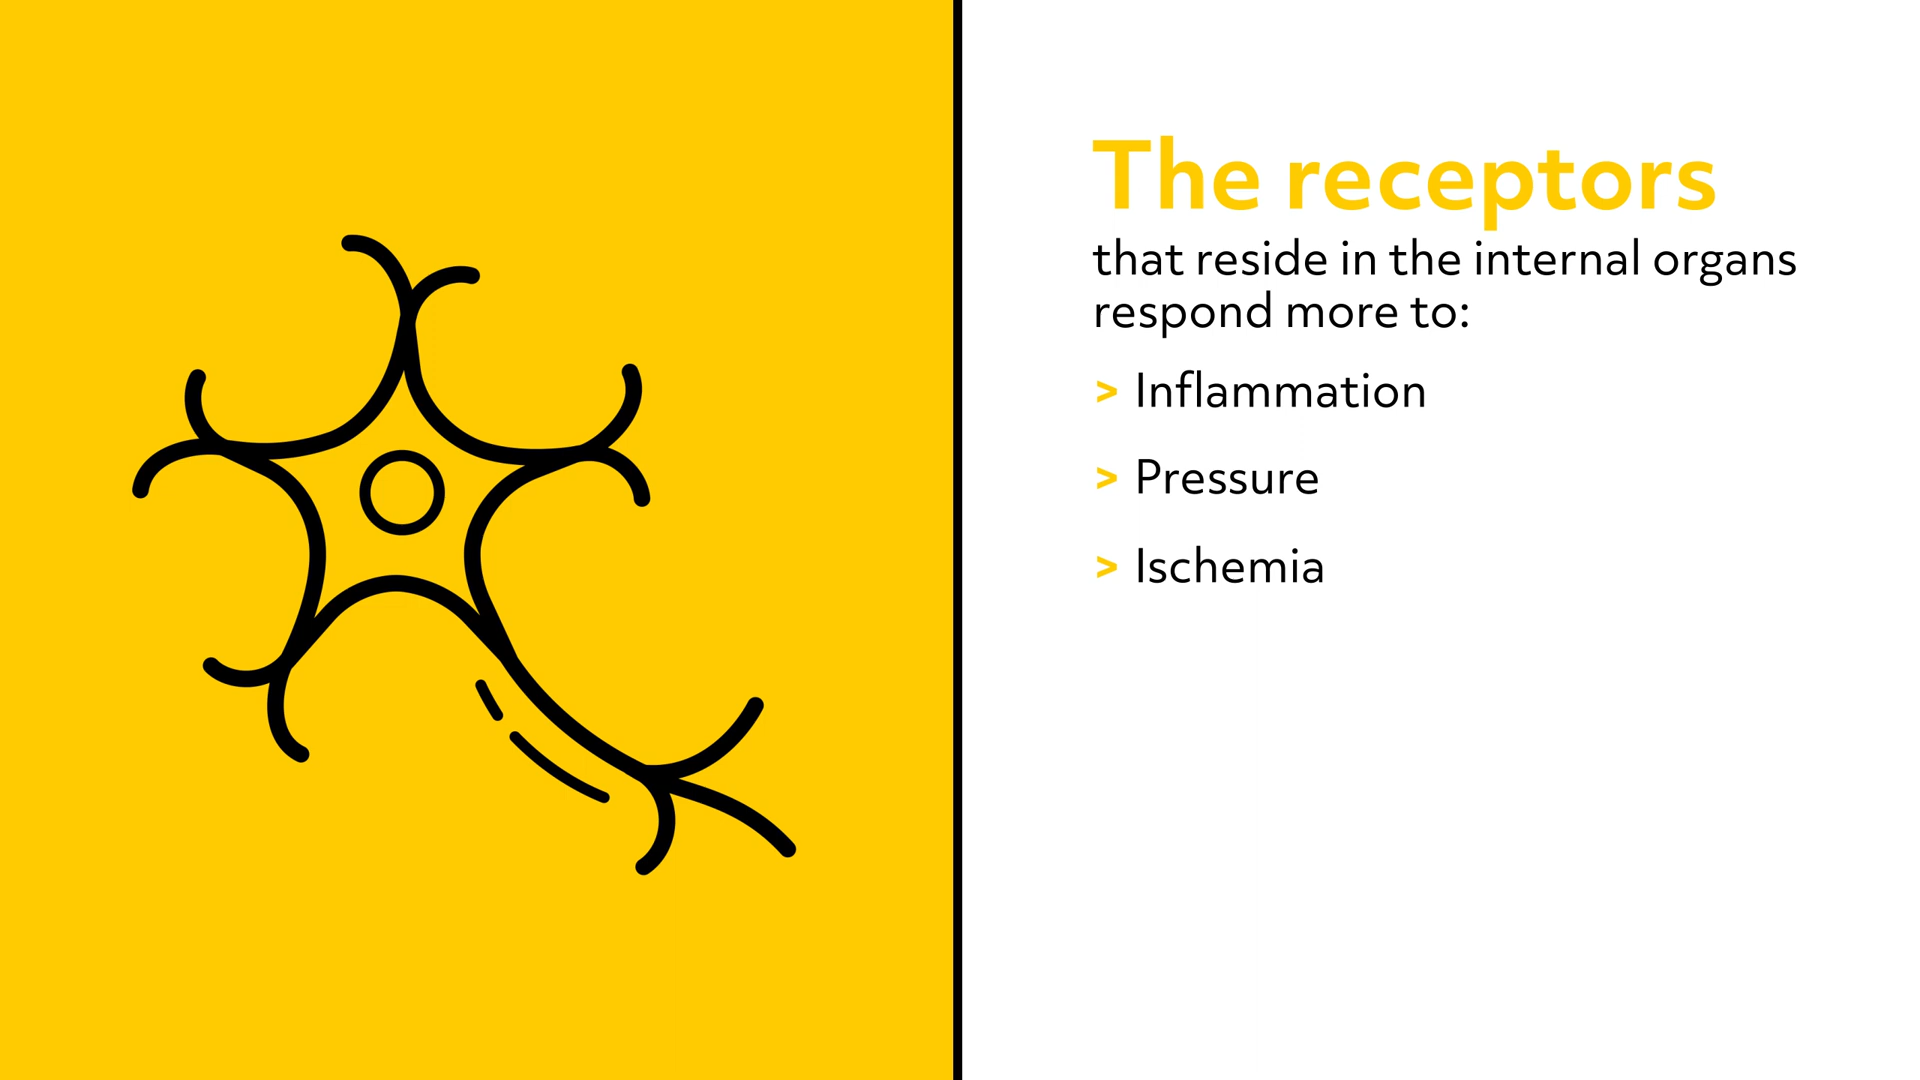 The receptors
that reside in the internal organs
respond more to:
> Inflammation
> Pressure
> Ischemia